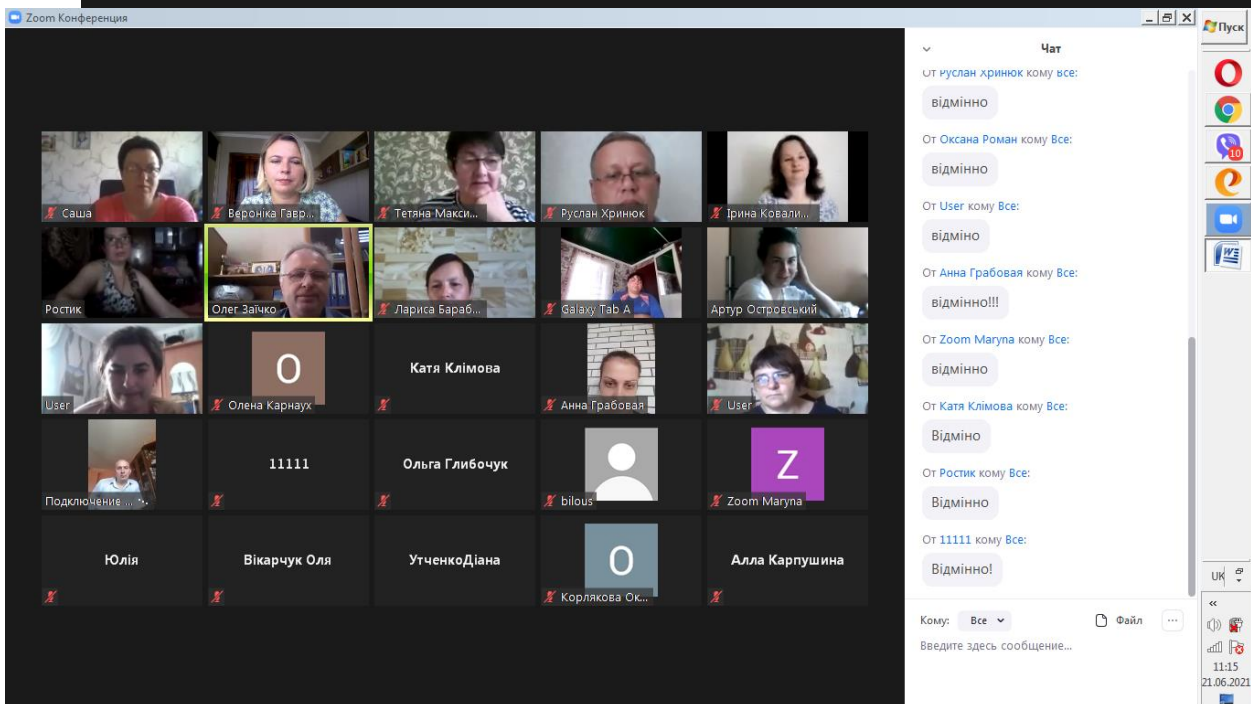 Zoom Конференция
Саша
Вероніка Гавр...
Тетяна Макси...
Руслан Хринюк
Ірина Ковали...
Ростик
Олег Заїчко
Лариса Бараб...
Galaxy Tab A
Артур Островський
User
О
Олена Карнаух
Катя Клімова
Анна Грабовая
User
Подключение ...
11111
Ольга Глибочук
bilous
Z
Zoom Maryna
Юлія
Вікарчук Оля
УтченкоДіана
О
Корлякова Ок...
Алла Карпушина
Чат
От Руслан Хринюк кому Все:
відмінно
От Оксана Роман кому Все:
відмінно
От User кому Все:
відміно
От Анна Грабовая кому Все:
відмінно!!!
От Zoom Maryna кому Все:
відмінно
От Катя Клімова кому Все:
Відміно
От Ростик кому Все:
Відмінно
От 11111 кому Все:
Відмінно!
Кому: Все Файл ...
Введите здесь сообщение...
Пуск
10
W
UK
«
11:15
21.06.2021